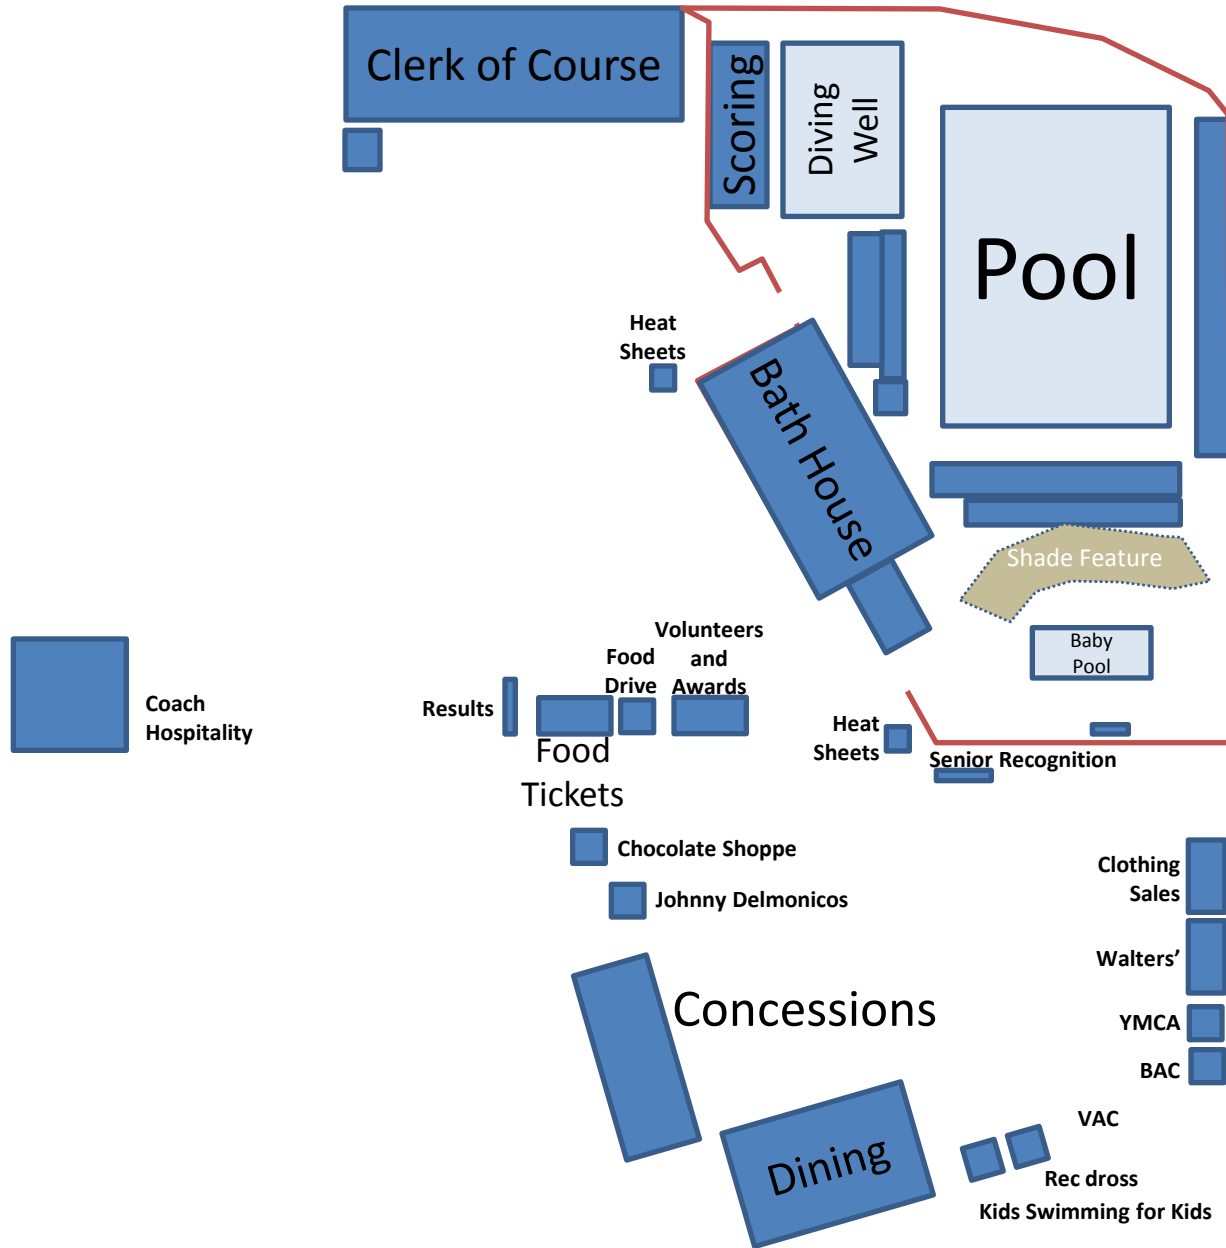 Clerk of Course
Scoring
Diving
Well
Pool
Heat
Sheets
Bath House
Shade Feature
Baby
Pool
Volunteers
and
Awards
Food
Drive
Results
Coach
Hospitality
Food
Tickets
Heat
Sheets
Senior Recognition
Chocolate Shoppe
Johnny Delmonicos
Clothing
Sales
Walters’
Concessions
YMCA
BAC
VAC
Dining
Rec dross
Kids Swimming for Kids